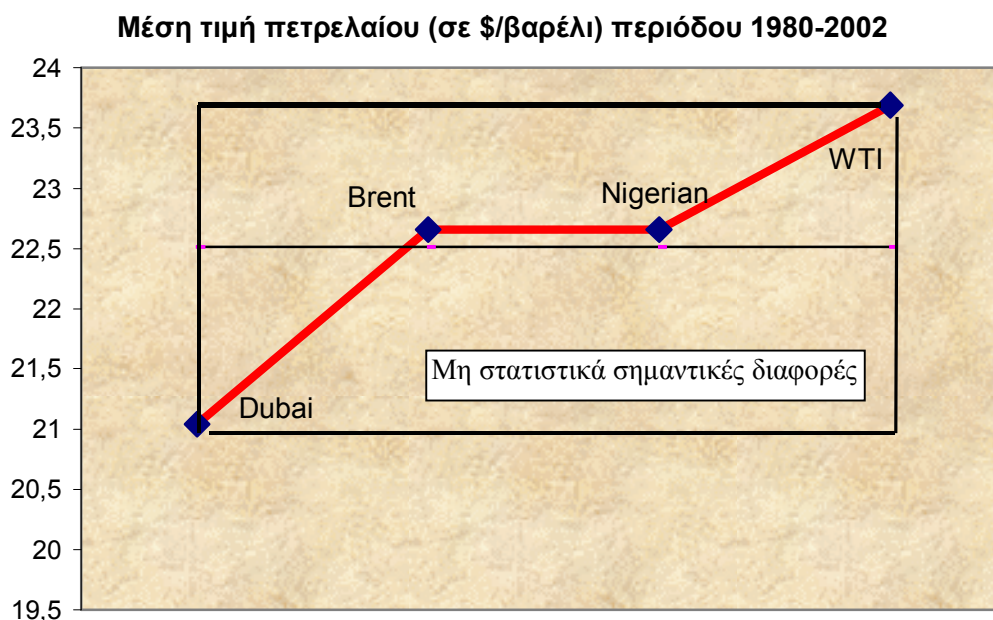 Μέση τιμή πετρελαίου (σε $/βαρέλι) περιόδου 1980-2002
24
23,5
23
22,5
22
21,5
21
20,5
20
19,5
WTI
Brent
Nigerian
Μη στατιστικά σημαντικές διαφορές
Dubai